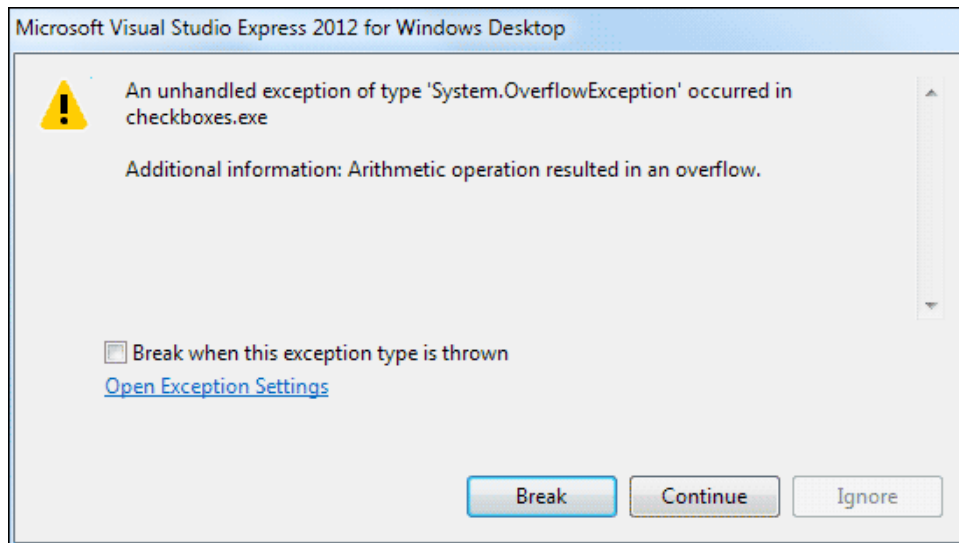 Microsoft Visual Studio Express 2012 for Windows Desktop
An unhandled exception of type 'System.OverflowException' occurred in
checkboxes.exe
Additional information: Arithmetic operation resulted in an overflow.
Break when this exception type is thrown
Open Exception Settings
Break
Continue
Ignore